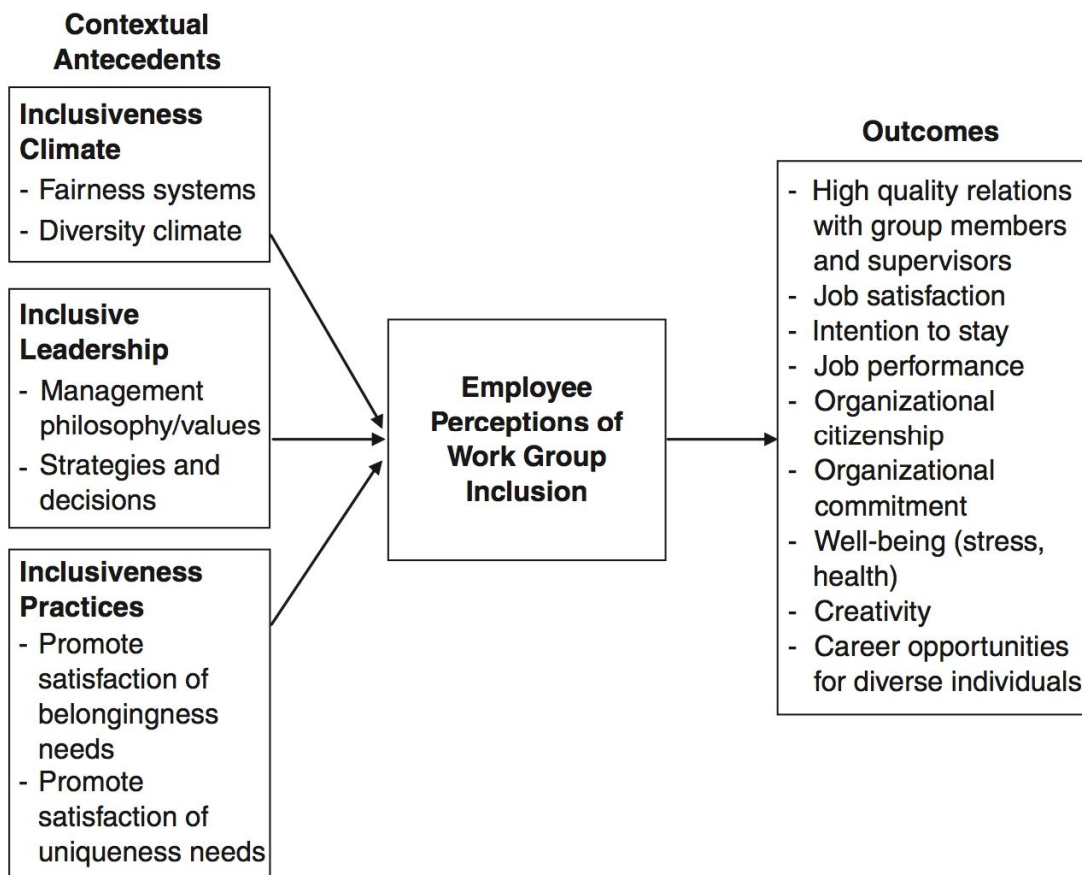 Contextual
Antecedents
Inclusiveness
Climate
- Fairness systems
- Diversity climate
Inclusive
Leadership
- Management
philosophy/values
- Strategies and
decisions
Inclusiveness
Practices
- Promote
satisfaction of
belongingness
needs
- Promote
satisfaction of
uniqueness needs
Employee
Perceptions of
Work Group
Inclusion
Outcomes
- High quality relations
with group members
and supervisors
- Job satisfaction
- Intention to stay
- Job performance
- Organizational
citizenship
- Organizational
commitment
- Well-being (stress,
health)
- Creativity
- Career opportunities
for diverse individuals